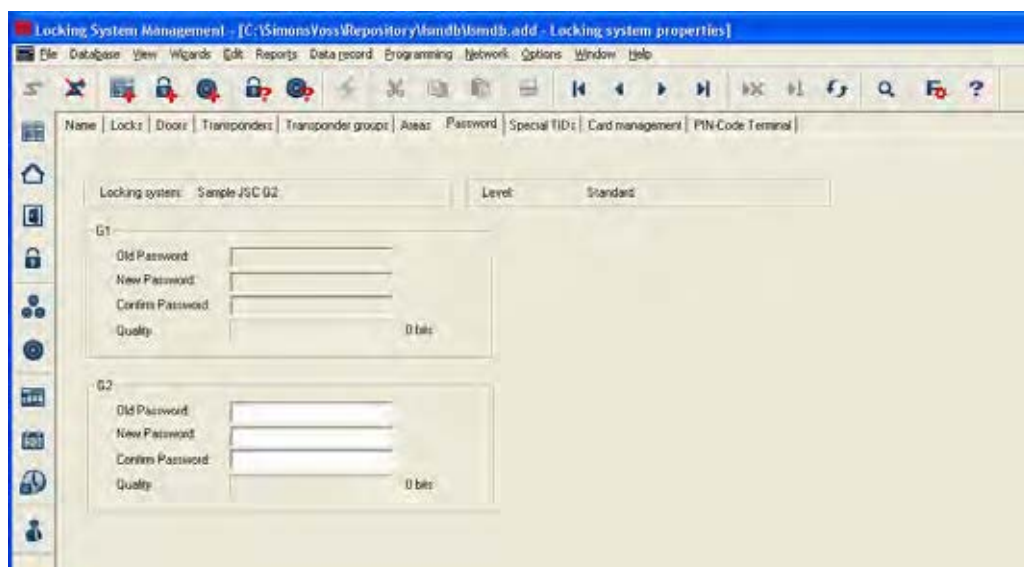 Locking System Management - [C:\SimonsVoss\Repository\lsmdb\lsmdb.add - Locking system properties]
File Database View Wizards Edit Reports Data record Programming Network Options Window Help
Name Locks Doors Transponders Transponder groups Areas Password Special TIDs Card management PIN-Code Terminal
Locking system: Sample JSC G2 Level: Standard
G1
Old Password
New Password
Confirm Password
Quality 0 bits
G2
Old Password
New Password
Confirm Password
Quality 0 bits